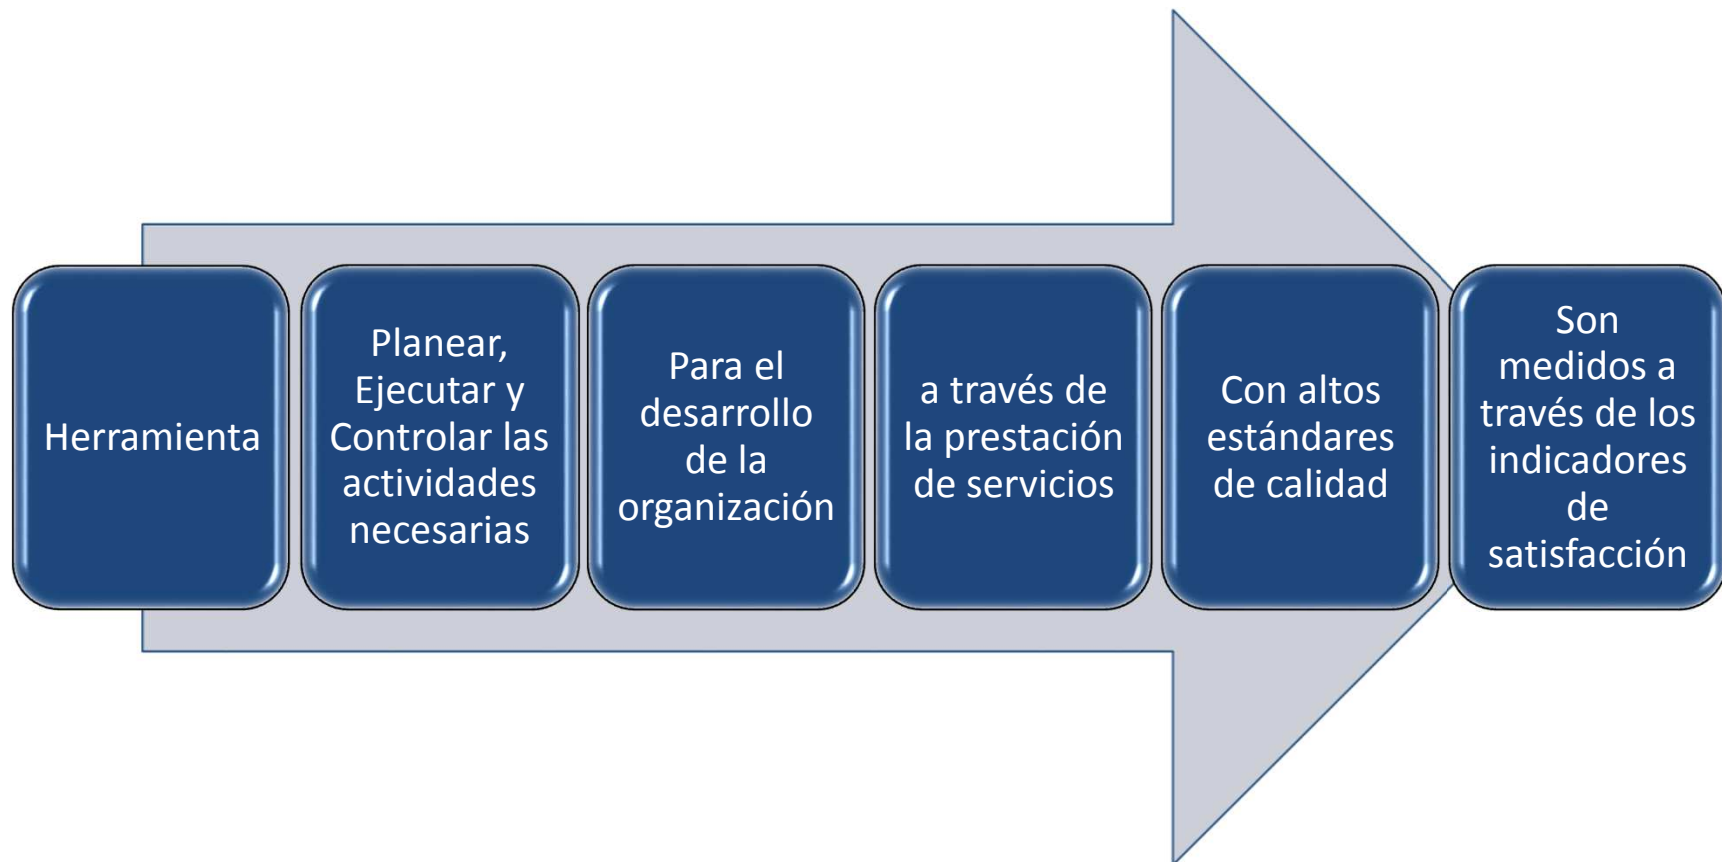 Herramienta
Planear,
Ejecutar y
Controlar las
actividades
necesarias
Para el
desarrollo
de la
organización
a través de
la prestación
de servicios
Con altos
estándares
de calidad
Son
medidos a
través de los
indicadores
de
satisfacción